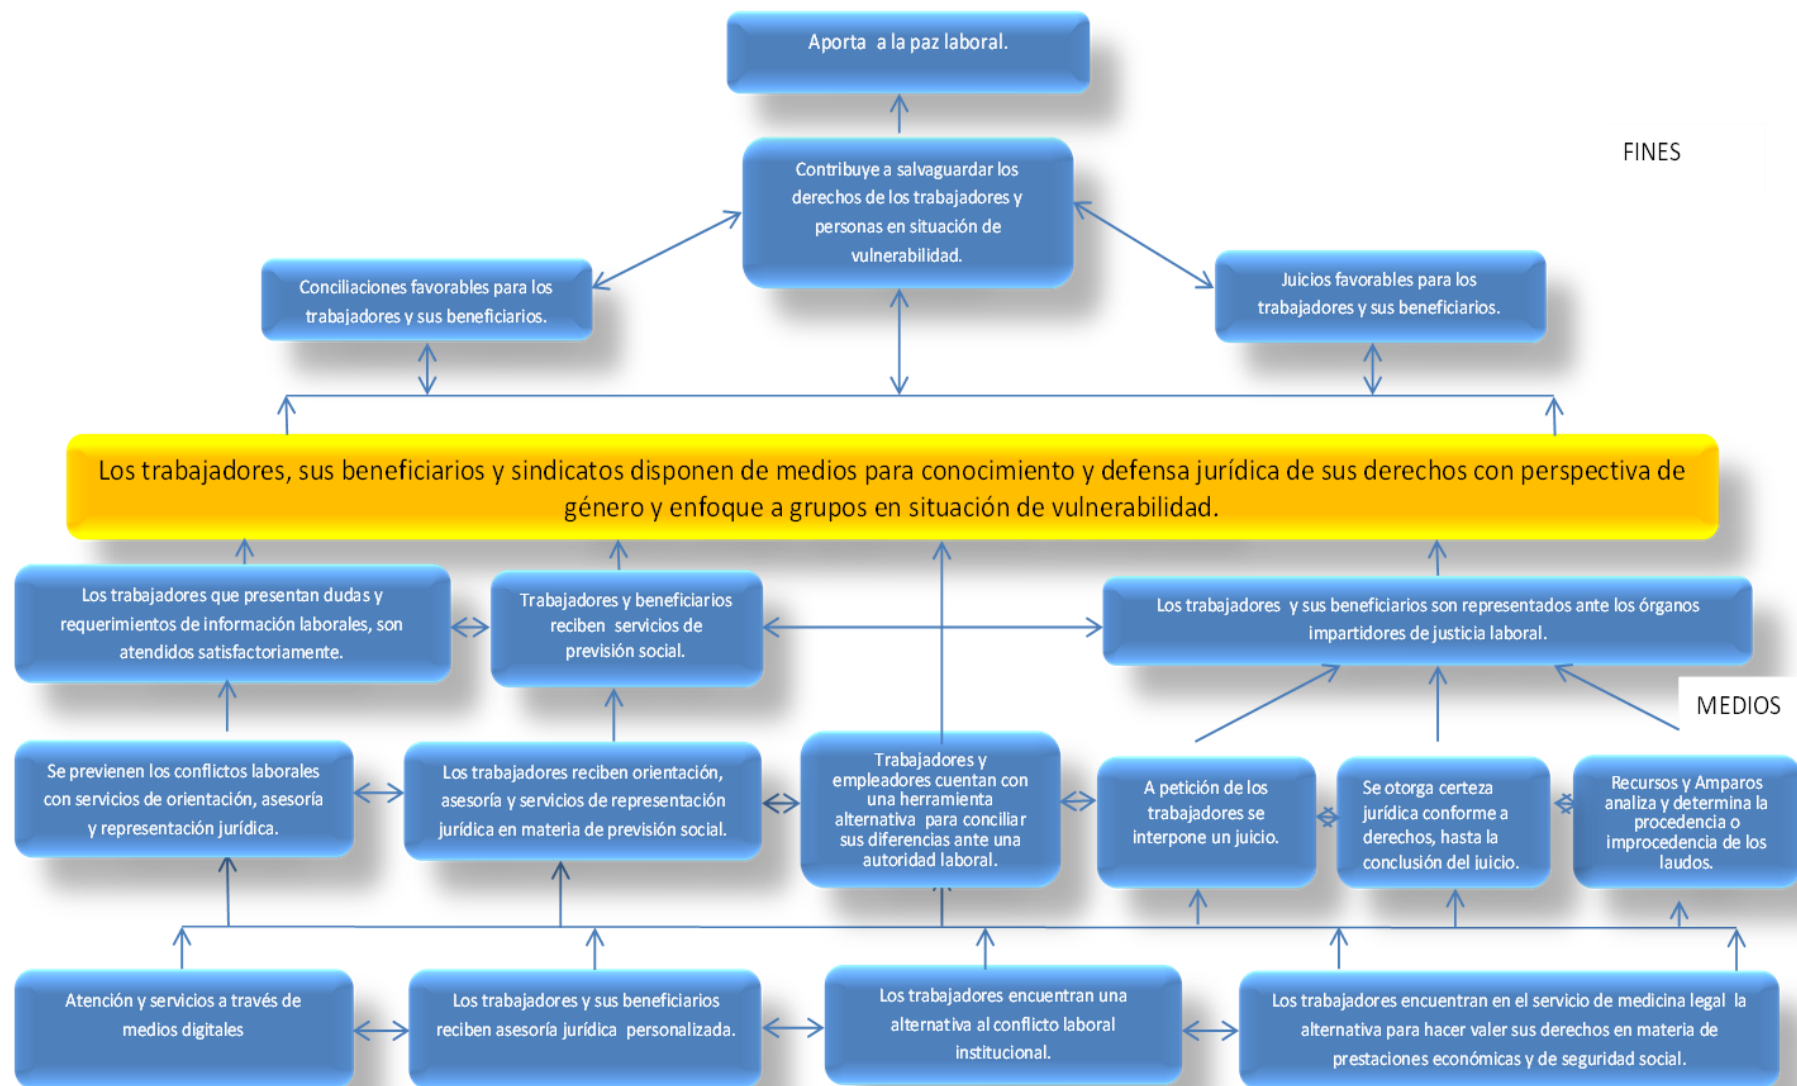 Aporta a la paz laboral.
FINES
Contribuye a salvaguardar los
derechos de los trabajadores y
personas en situación de
vulnerabilidad.
Conciliaciones favorables para los
trabajadores y sus beneficiarios.
Juicios favorables para los
trabajadores y sus beneficiarios.
Los trabajadores, sus beneficiarios y sindicatos disponen de medios para conocimiento y defensa jurídica de sus derechos con perspectiva de
género y enfoque a grupos en situación de vulnerabilidad.
Los trabajadores que presentan dudas y
requerimientos de información laborales, son
atendidos satisfactoriamente.
Trabajadores y beneficiarios
reciben servicios de
previsión social.
Los trabajadores y sus beneficiarios son representados ante los órganos
impartidores de justicia laboral.
MEDIOS
Se previenen los conflictos laborales
con servicios de orientación, asesoría
y representación jurídica.
Los trabajadores reciben orientación,
asesoría y servicios de representación
jurídica en materia de previsión social.
Trabajadores y
empleadores cuentan con
una herramienta
alternativa para conciliar
sus diferencias ante una
autoridad laboral.
A petición de los
trabajadores se
interpone un juicio.
Se otorga certeza
jurídica conforme a
derechos, hasta la
conclusión del juicio.
Recursos y Amparos
analiza y determina la
procedencia o
improcedencia de los
laudos.
Atención y servicios a través de
medios digitales
Los trabajadores y sus beneficiarios
reciben asesoría jurídica personalizada.
Los trabajadores encuentran una
alternativa al conflicto laboral
institucional.
Los trabajadores encuentran en el servicio de medicina legal la
alternativa para hacer valer sus derechos en materia de
prestaciones económicas y de seguridad social.